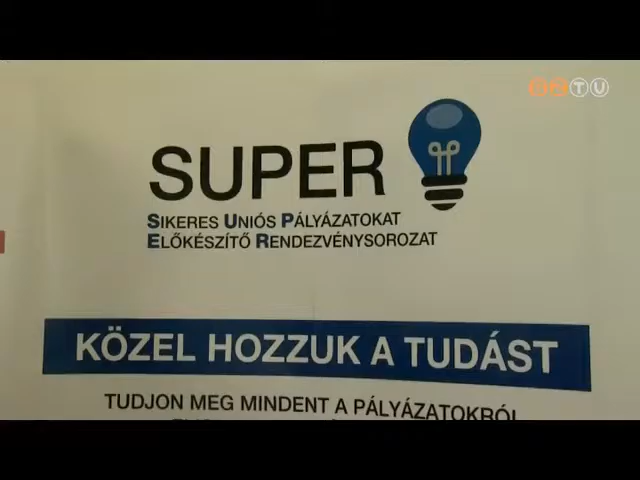 SUPER
SIKERES UNIÓS PÁLYÁZATOKAT
ELŐKÉSZÍTŐ RENDEZVÉNYSOROZAT
KÖZEL HOZZUK A TUDÁST
TUDJON MEG MINDENT A PÁLYÁZATOKRÓL